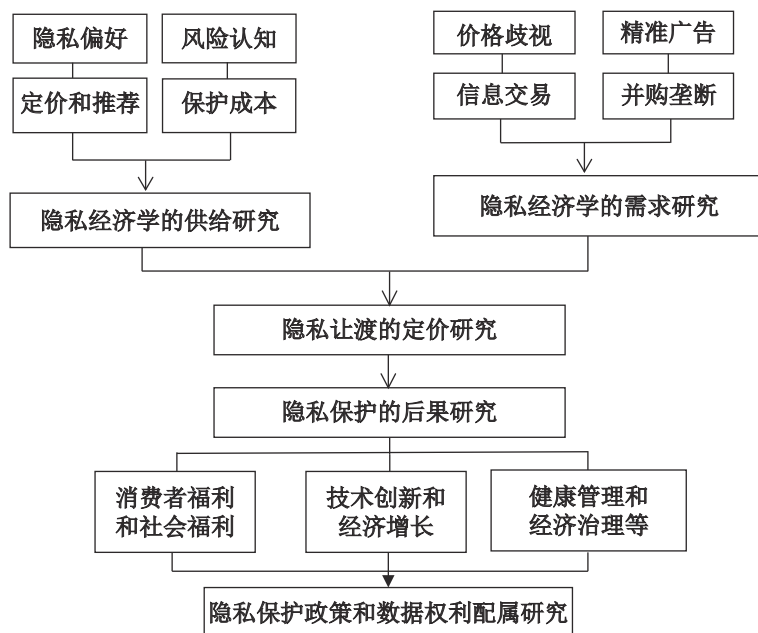 隐私偏好
风险认知
价格歧视
精准广告
定价和推荐
保护成本
信息交易
并购垄断
隐私经济学的供给研究
隐私经济学的需求研究
隐私让渡的定价研究
隐私保护的后果研究
消费者福利
和社会福利
技术创新和
经济增长
健康管理和
经济治理等
隐私保护政策和数据权利配属研究